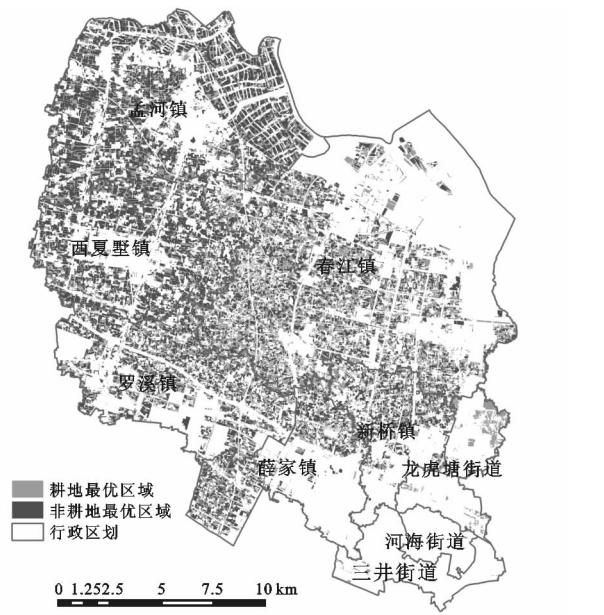 孟河镇
西夏墅镇
春江镇
罗溪镇
新桥镇
薛家镇
龙虎塘街道
耕地最优区域
非耕地最优区域
行政区划
河海街道
三井街道
0 1.252.5 5 7.5 10 km